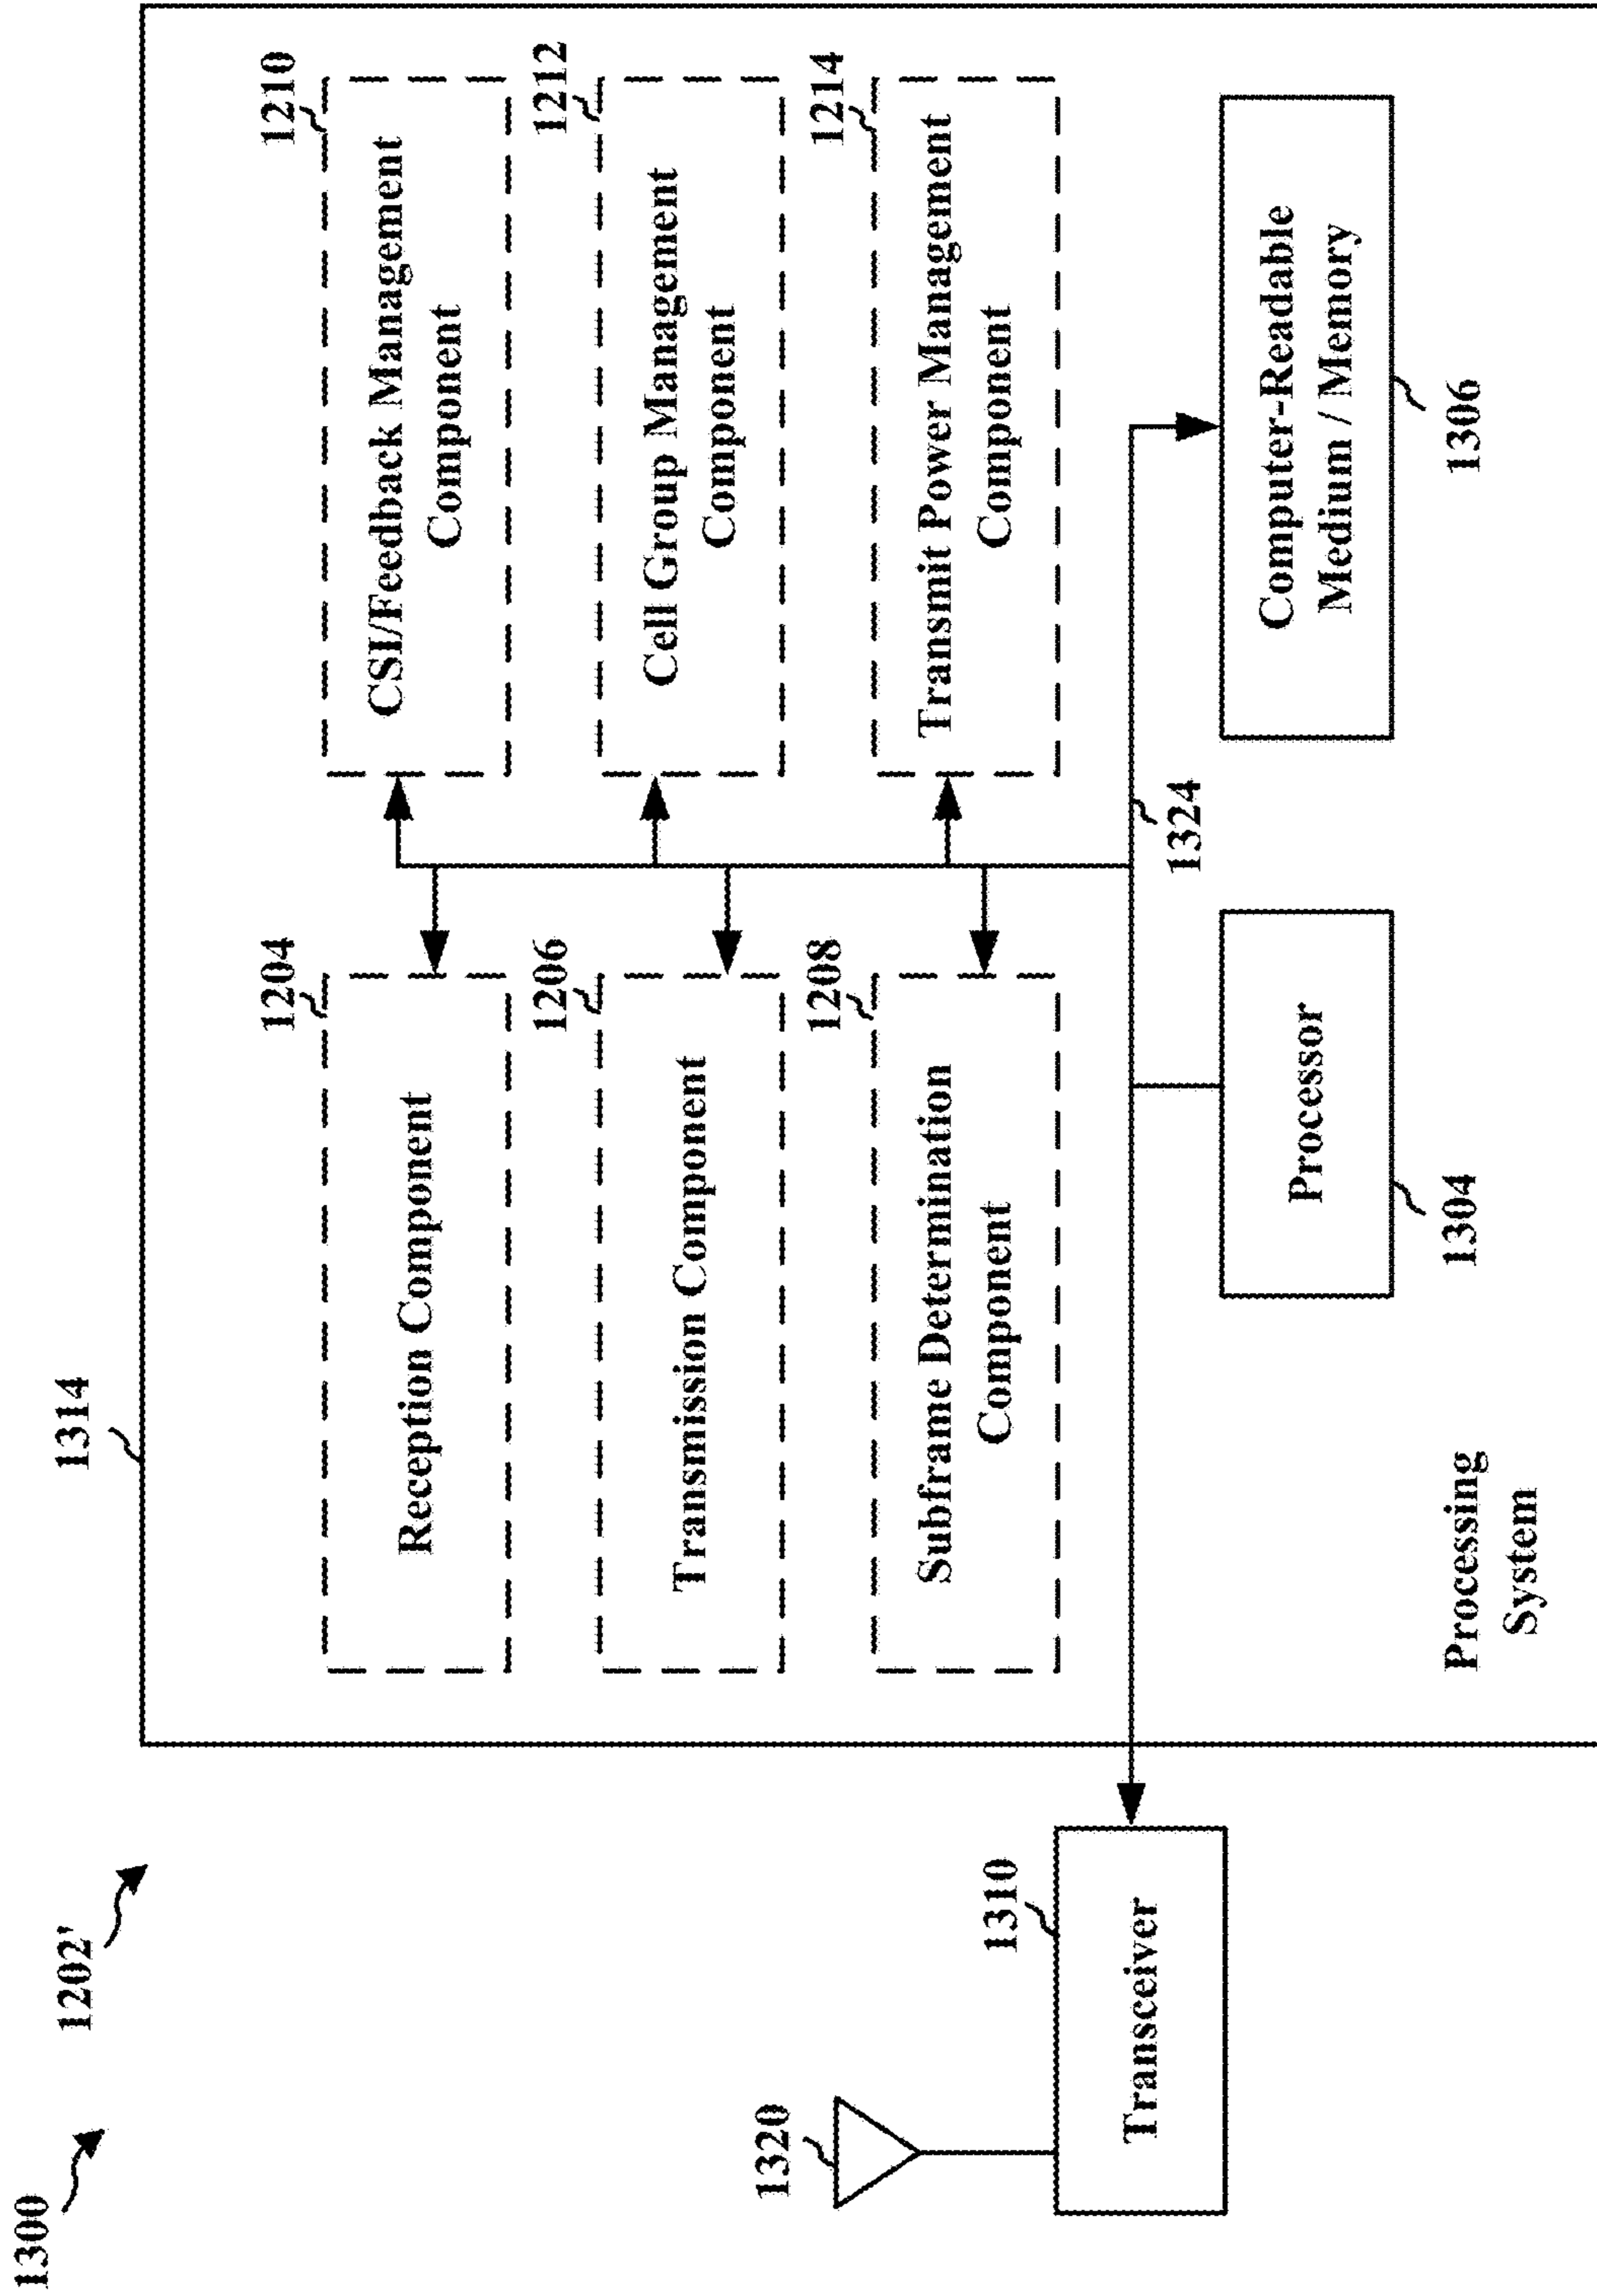 1300
1202'
1314
1204
Reception Component
1210
CSI/Feedback Management
Component
1206
Transmission Component
1212
Cell Group Management
Component
1208
Subframe Determination
Component
1214
Transmit Power Management
Component
1320
1310
Transceiver
1324
Processor
1304
Computer-Readable
Medium / Memory
1306
Processing
System